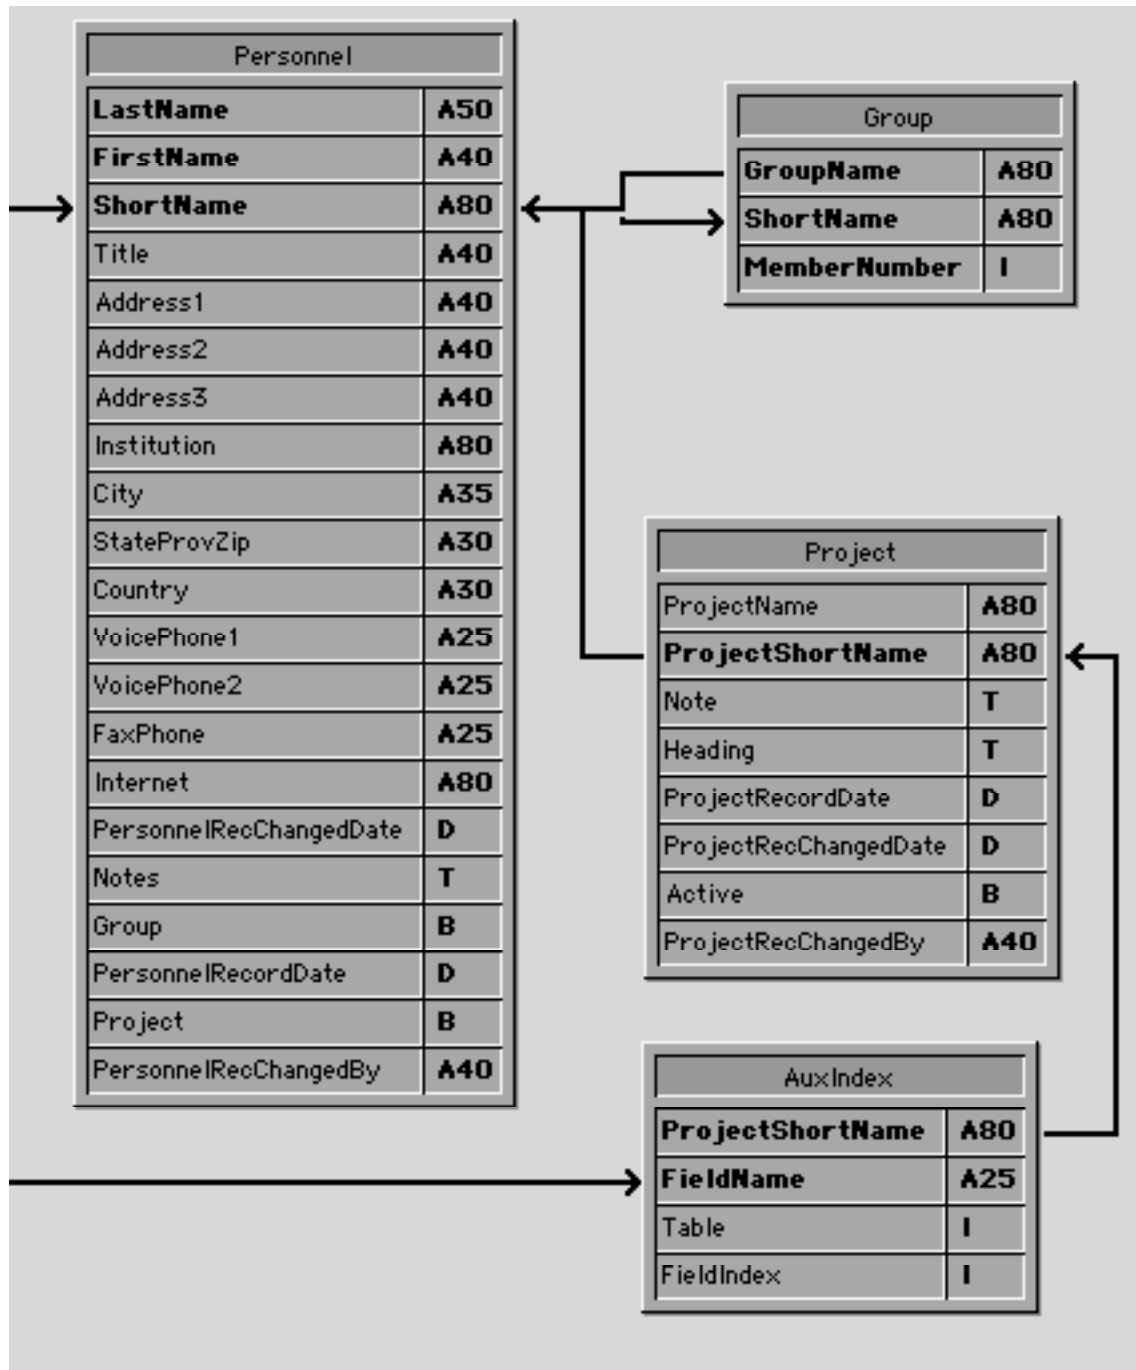 Personnel
LastName A50
FirstName A40
ShortName A80
Title A40
Address1 A40
Address2 A40
Address3 A40
Institution A80
City A35
StateProvZip A30
Country A30
VoicePhone1 A25
VoicePhone2 A25
FaxPhone A25
Internet A80
PersonnelRecChangedDate D
Notes T
Group B
PersonnelRecordDate D
Project B
PersonnelRecChangedBy A40
Group
GroupName A80
ShortName A80
MemberNumber I
Project
ProjectName A80
ProjectShortName A80
Note T
Heading T
ProjectRecordDate D
ProjectRecChangedDate D
Active B
ProjectRecChangedBy A40
AuxIndex
ProjectShortName A80
FieldName A25
Table I
FieldIndex I